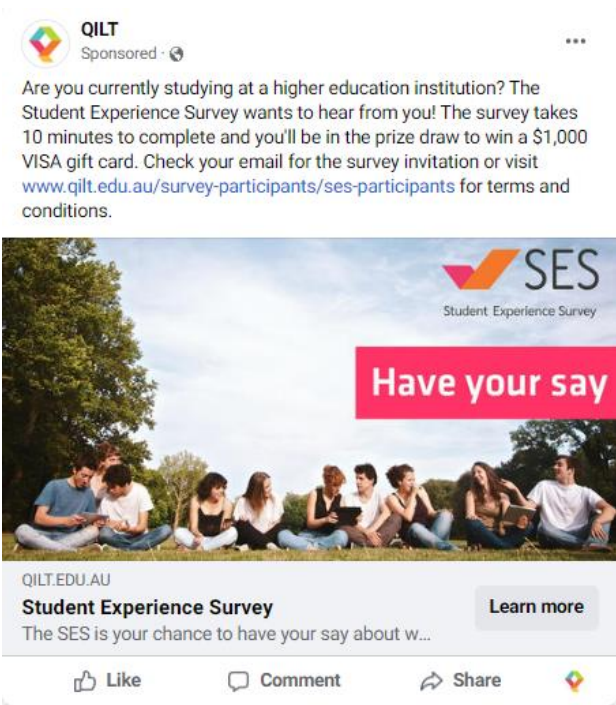 QILT
Sponsored ·
Are you currently studying at a higher education institution? The
Student Experience Survey wants to hear from you! The survey takes
10 minutes to complete and you'll be in the prize draw to win a $1,000
VISA gift card. Check your email for the survey invitation or visit
www.qilt.edu.au/survey-participants/ses-participants for terms and
conditions.
SES
Student Experience Survey
Have your say
QILT.EDU.AU
Student Experience Survey
Learn more
The SES is your chance to have your say about w...
Like
Comment
Share